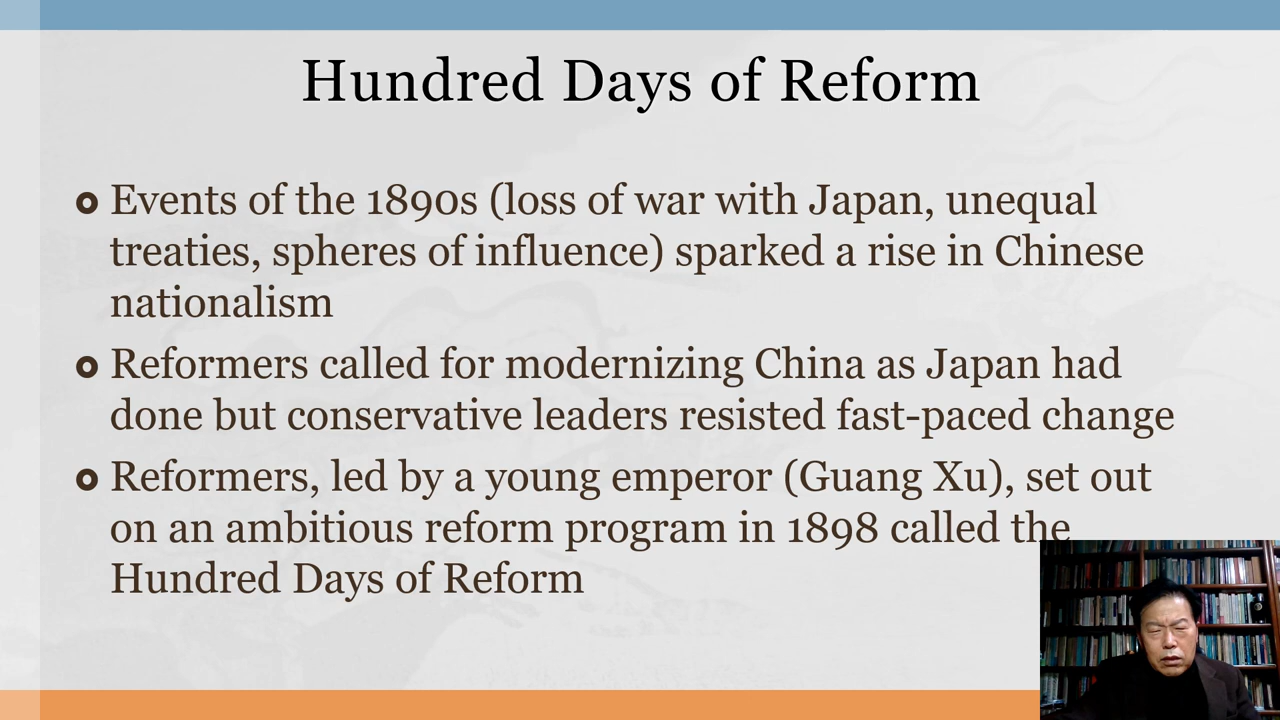 Hundred Days of Reform
Events of the 1890s (loss of war with Japan, unequal
treaties, spheres of influence) sparked a rise in Chinese
nationalism
Reformers called for modernizing China as Japan had
done but conservative leaders resisted fast-paced change
Reformers, led by a young emperor (Guang Xu), set out
on an ambitious reform program in 1898 called the
Hundred Days of Reform